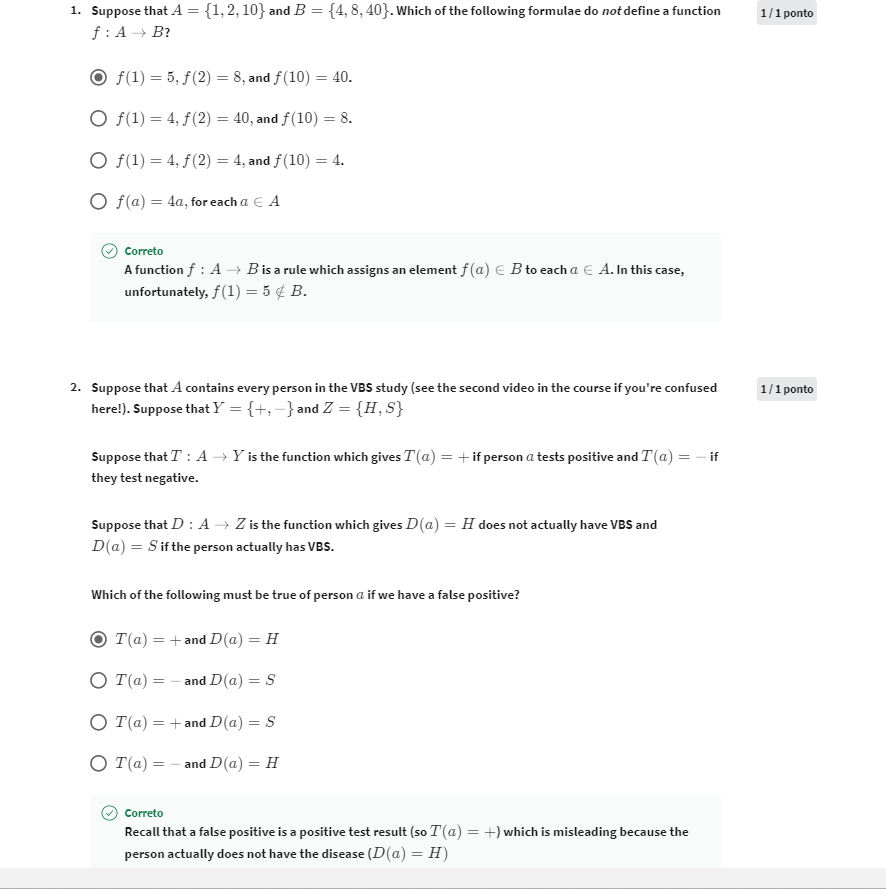 1. Suppose that A = {1, 2, 10} and B = {4, 8, 40}. Which of the following formulae do not define a function
f : A → B?
1 / 1 ponto
f(1) = 5, f(2) = 8, and f(10) = 40.
f(1) = 4, f(2) = 40, and f(10) = 8.
f(1) = 4, f(2) = 4, and f(10) = 4.
f(a) = 4a, for each a ∈ A
Correto
A function f : A → B is a rule which assigns an element f(a) ∈ B to each a ∈ A. In this case,
unfortunately, f(1) = 5 ∉ B.
2. Suppose that A contains every person in the VBS study (see the second video in the course if you're confused
here!). Suppose that Y = {+, −} and Z = {H, S}
1 / 1 ponto
Suppose that T : A → Y is the function which gives T(a) = + if person a tests positive and T(a) = − if
they test negative.
Suppose that D : A → Z is the function which gives D(a) = H does not actually have VBS and
D(a) = S if the person actually has VBS.
Which of the following must be true of person a if we have a false positive?
T(a) = + and D(a) = H
T(a) = − and D(a) = S
T(a) = + and D(a) = S
T(a) = − and D(a) = H
Correto
Recall that a false positive is a positive test result (so T(a) = +) which is misleading because the
person actually does not have the disease (D(a) = H)